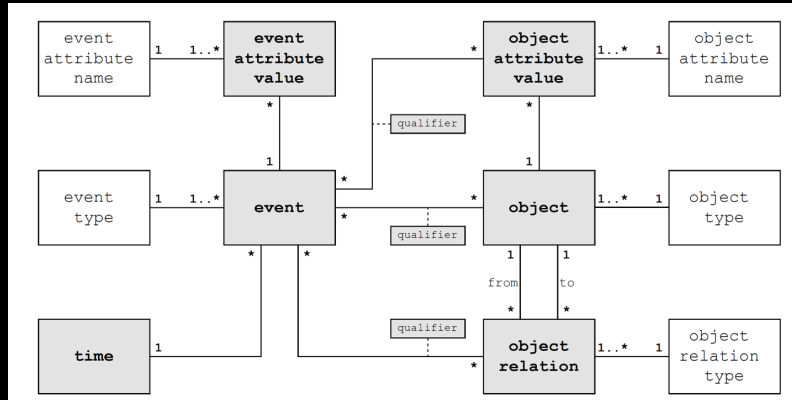 event
attribute
name
1 1..*
event
attribute
value
*
object
attribute
value
1..* 1
object
attribute
name
*
*
qualifier
1
1
*
event
type
1 1..*
event
*
*
object
1..* 1
object
type
qualifier
*
*
1
1
from
to
*
*
time
1
qualifier
*
object
relation
1..* 1
object
relation
type